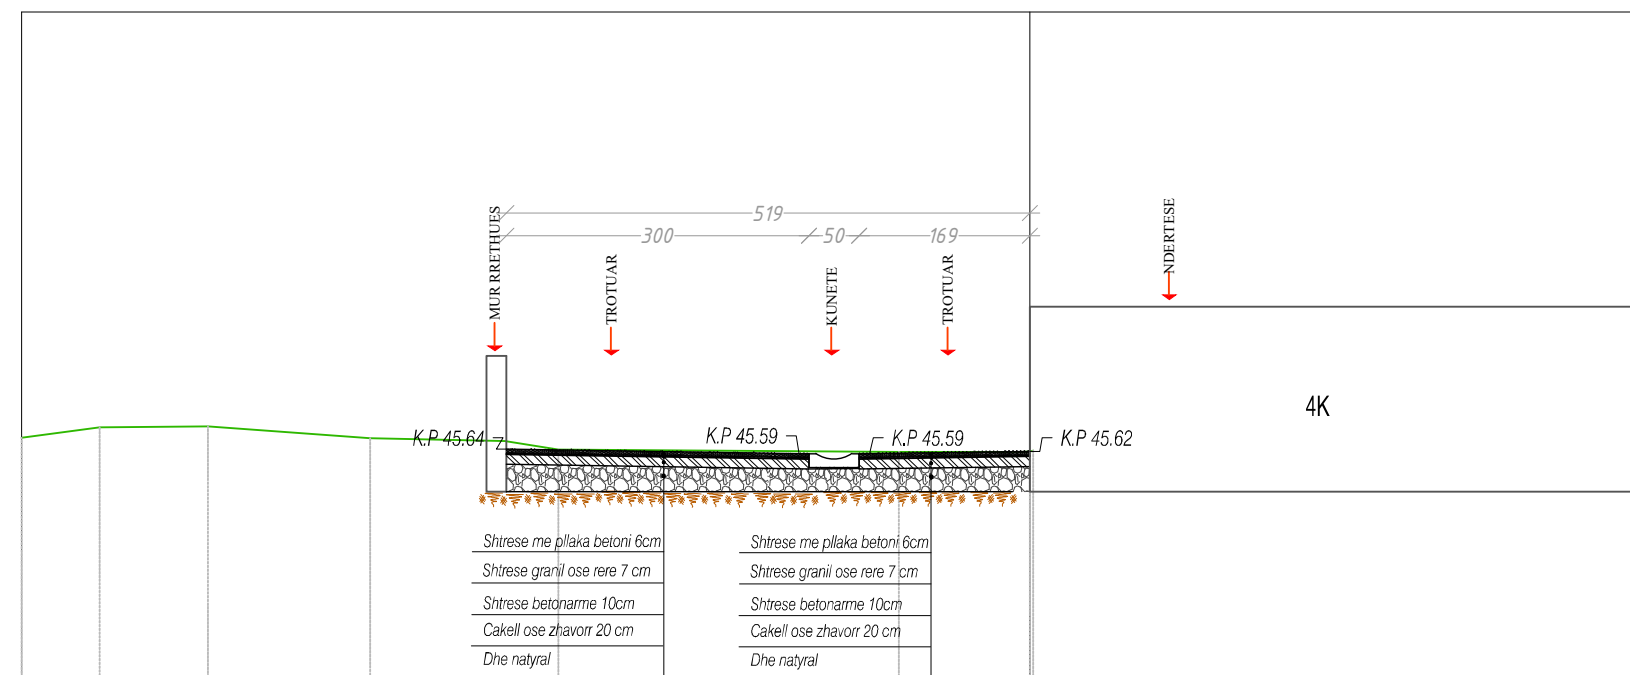 519
300
50
169
MUR RRETHUES
TROTUAR
KUNETE
TROTUAR
NDERTESE
4K
K.P 45.64
K.P 45.59
K.P 45.59
K.P 45.62
Shtrese me pllaka betoni 6cm
Shtrese granil ose rere 7 cm
Shtrese betonarme 10cm
Cakell ose zhavorr 20 cm
Dhe natyral
Shtrese me pllaka betoni 6cm
Shtrese granil ose rere 7 cm
Shtrese betonarme 10cm
Cakell ose zhavorr 20 cm
Dhe natyral